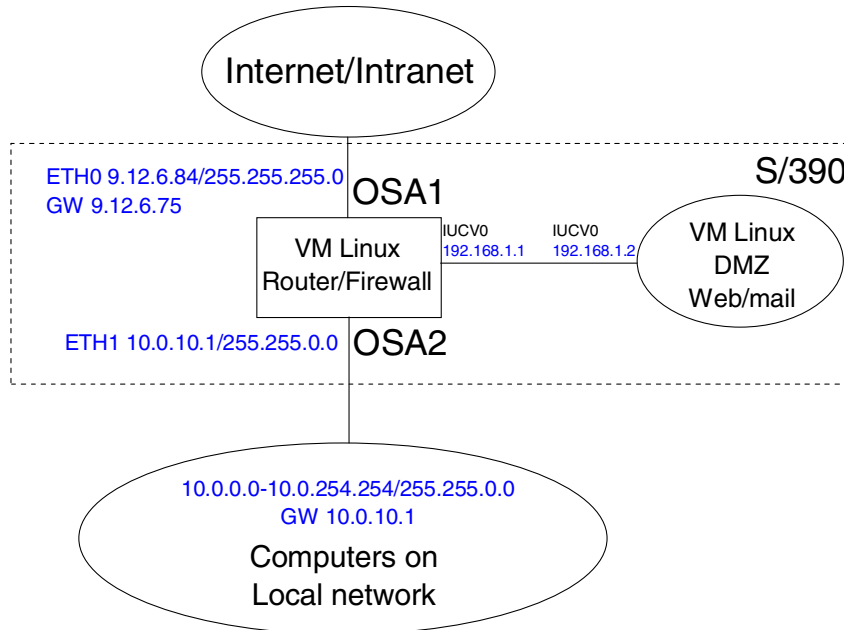 Internet/Intranet
S/390
ETH0 9.12.6.84/255.255.255.0
GW 9.12.6.75
OSA1
VM Linux
Router/Firewall
IUCV0
192.168.1.1
IUCV0
192.168.1.2
VM Linux
DMZ
Web/mail
ETH1 10.0.10.1/255.255.0.0
OSA2
10.0.0.0-10.0.254.254/255.255.0.0
GW 10.0.10.1
Computers on
Local network